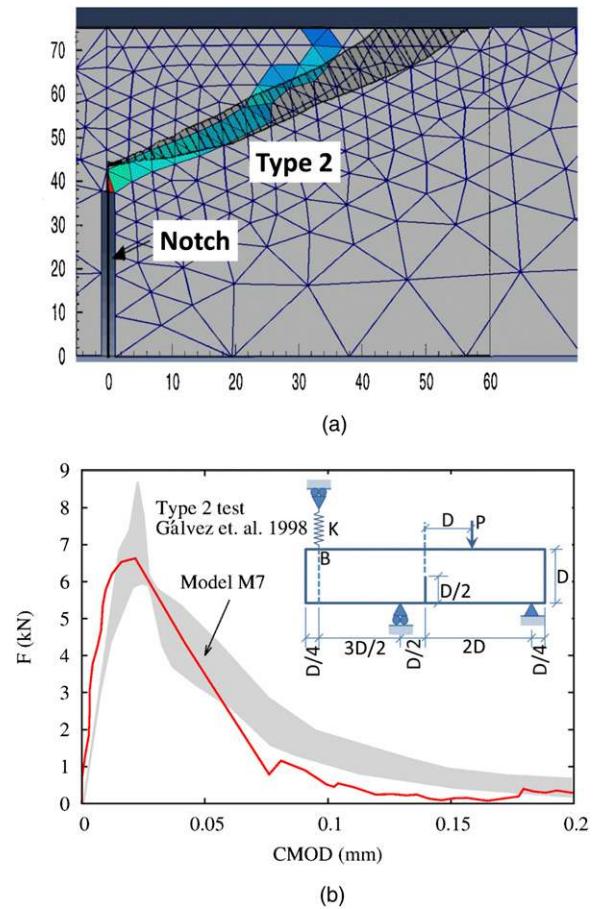 70
60
50
40
30
20
10
0
Type 2
Notch
0 10 20 30 40 50 60
(a)
9
8
7
6
5
4
3
2
1
0
F (kN)
Type 2 test
Gálvez et. al. 1998
Model M7
K
B
D
P
D
D/2
D/4
3D/2
D/2
2D
D/4
0 0.05 0.1 0.15 0.2
CMOD (mm)
(b)